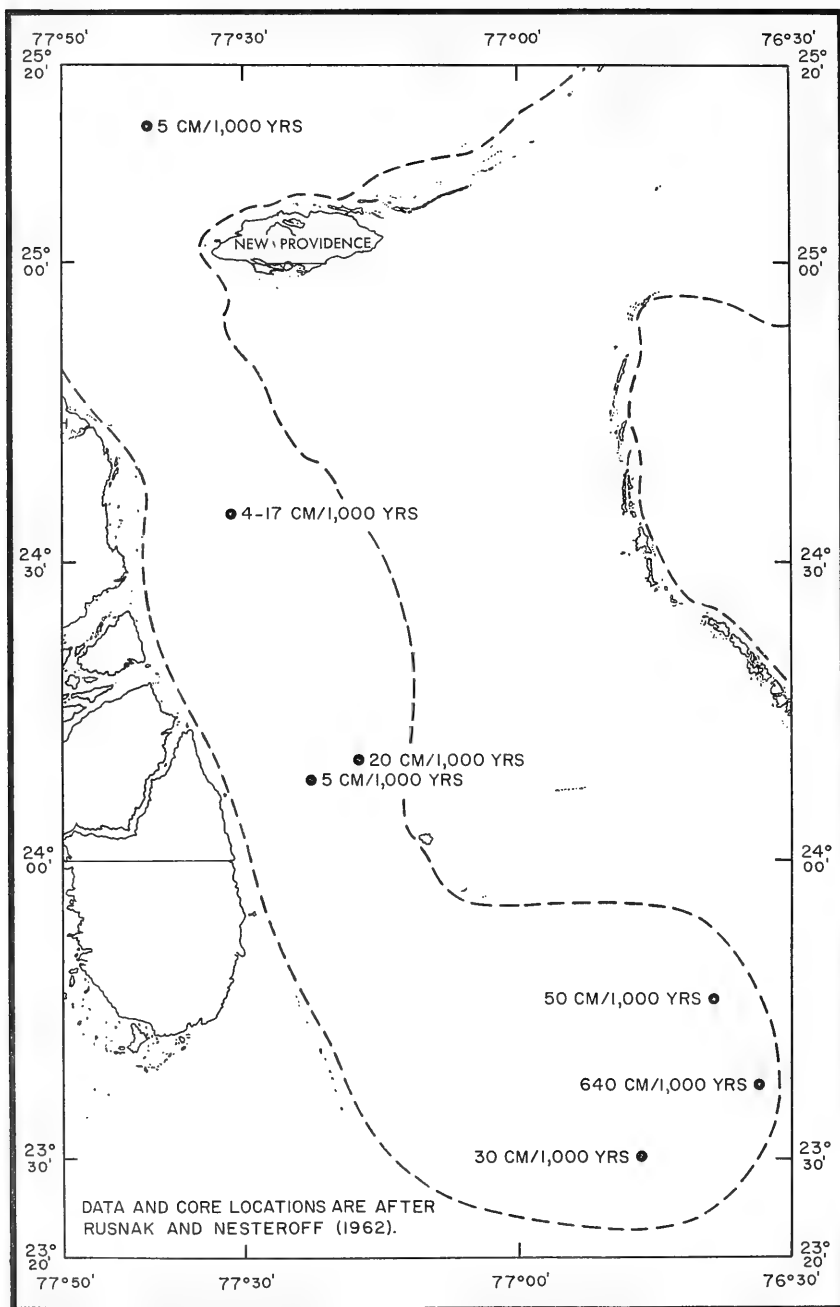 77°50' 77°30' 77°00' 76°30'
25°
20'
25°
20'
5 CM/1,000 YRS
NEW PROVIDENCE
25°
00'
25°
00'
4-17 CM/1,000 YRS
24°
30'
24°
30'
20 CM/1,000 YRS
5 CM/1,000 YRS
24°
00'
24°
00'
50 CM/1,000 YRS
640 CM/1,000 YRS
30 CM/1,000 YRS
23°
30'
23°
30'
DATA AND CORE LOCATIONS ARE AFTER
RUSNAK AND NESTEROFF (1962).
23°
20'
23°
20'
77°50' 77°30' 77°00' 76°30'